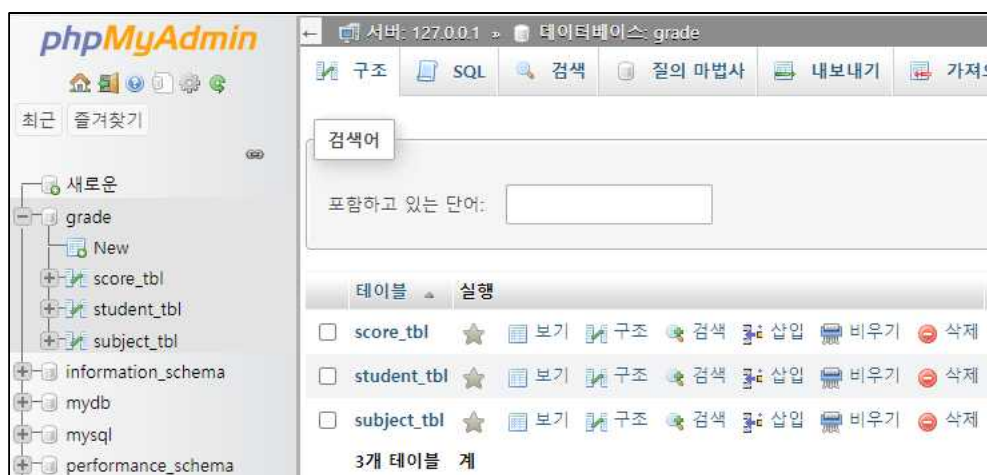 phpMyAdmin
최근 즐겨찾기
새로운
grade
New
score_tbl
student_tbl
subject_tbl
information_schema
mydb
mysql
performance_schema
서버: 127.0.0.1 » 데이터베이스: grade
구조 SQL 검색 질의 마법사 내보내기
검색어
포함하고 있는 단어:
테이블 실행
score_tbl 보기 구조 검색 삽입 비우기 삭제
student_tbl 보기 구조 검색 삽입 비우기 삭제
subject_tbl 보기 구조 검색 삽입 비우기 삭제
3개 테이블 계